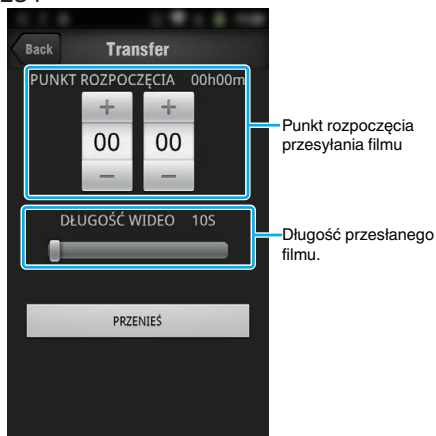 Back Transfer
PUNKT ROZPOCZĘCIA 00h00m
+ +
00 00
− −
DŁUGOŚĆ WIDEO 10S
PRZENIEŚ
Punkt rozpoczęcia
przesyłania filmu
Długość przesłanego
filmu.